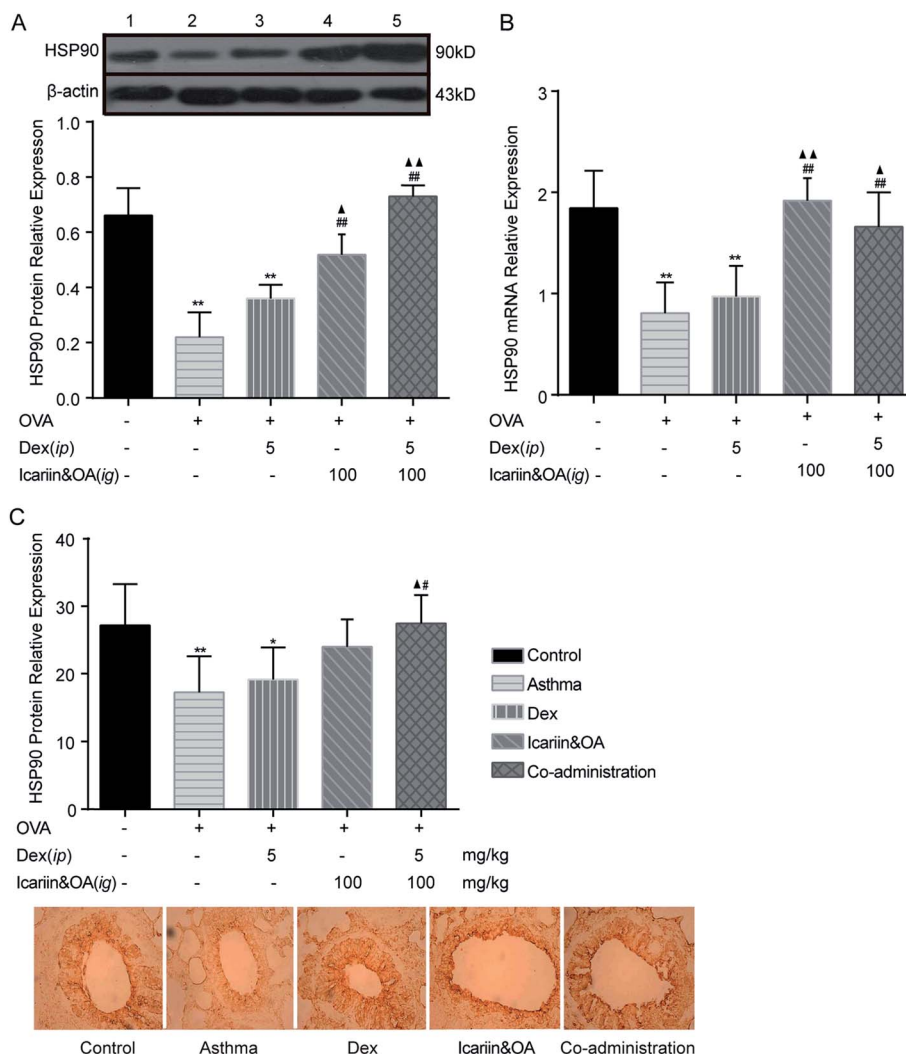 A
1 2 3 4 5
HSP90 90kD
β-actin 43kD
HSP90 Protein Relative Expresson
1.0
0.8
0.6
0.4
0.2
0.0
** ** ▲ ## ▲▲ ##
OVA - + + + +
Dex(ip) - - 5 - 5
Icariin&OA(ig) - - - 100 100
B
HSP90 mRNA Relative Expression
3
2
1
0
** ** ▲▲ ## ▲ ##
OVA - + + + +
Dex(ip) - - 5 - 5
Icariin&OA(ig) - - - 100 100
C
HSP90 Protein Relative Expression
40
30
20
10
0
** * ▲#
Control
Asthma
Dex
Icariin&OA
Co-administration
OVA - + + + +
Dex(ip) - - 5 - 5 mg/kg
Icariin&OA(ig) - - - 100 100 mg/kg
Control Asthma Dex Icariin&OA Co-administration